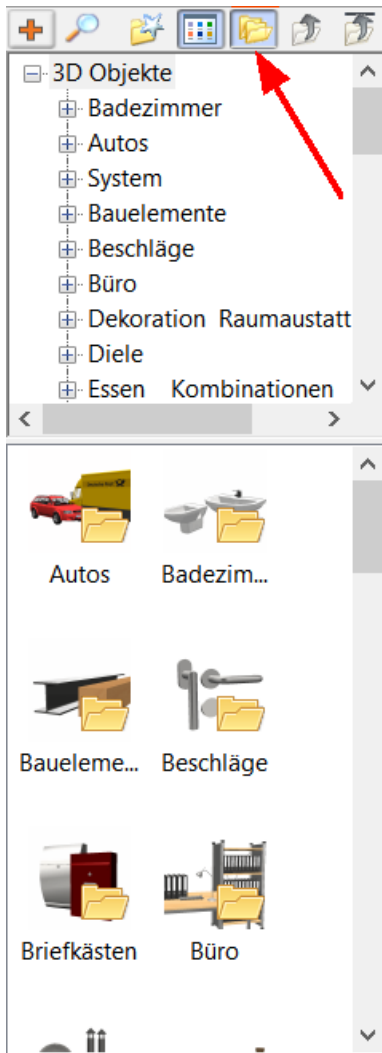 3D Objekte
Badezimmer
Autos
System
Bauelemente
Beschläge
Büro
Dekoration Raumaustatt
Diele
Essen Kombinationen
Autos
Badezim...
Baueleme...
Beschläge
Briefkästen
Büro